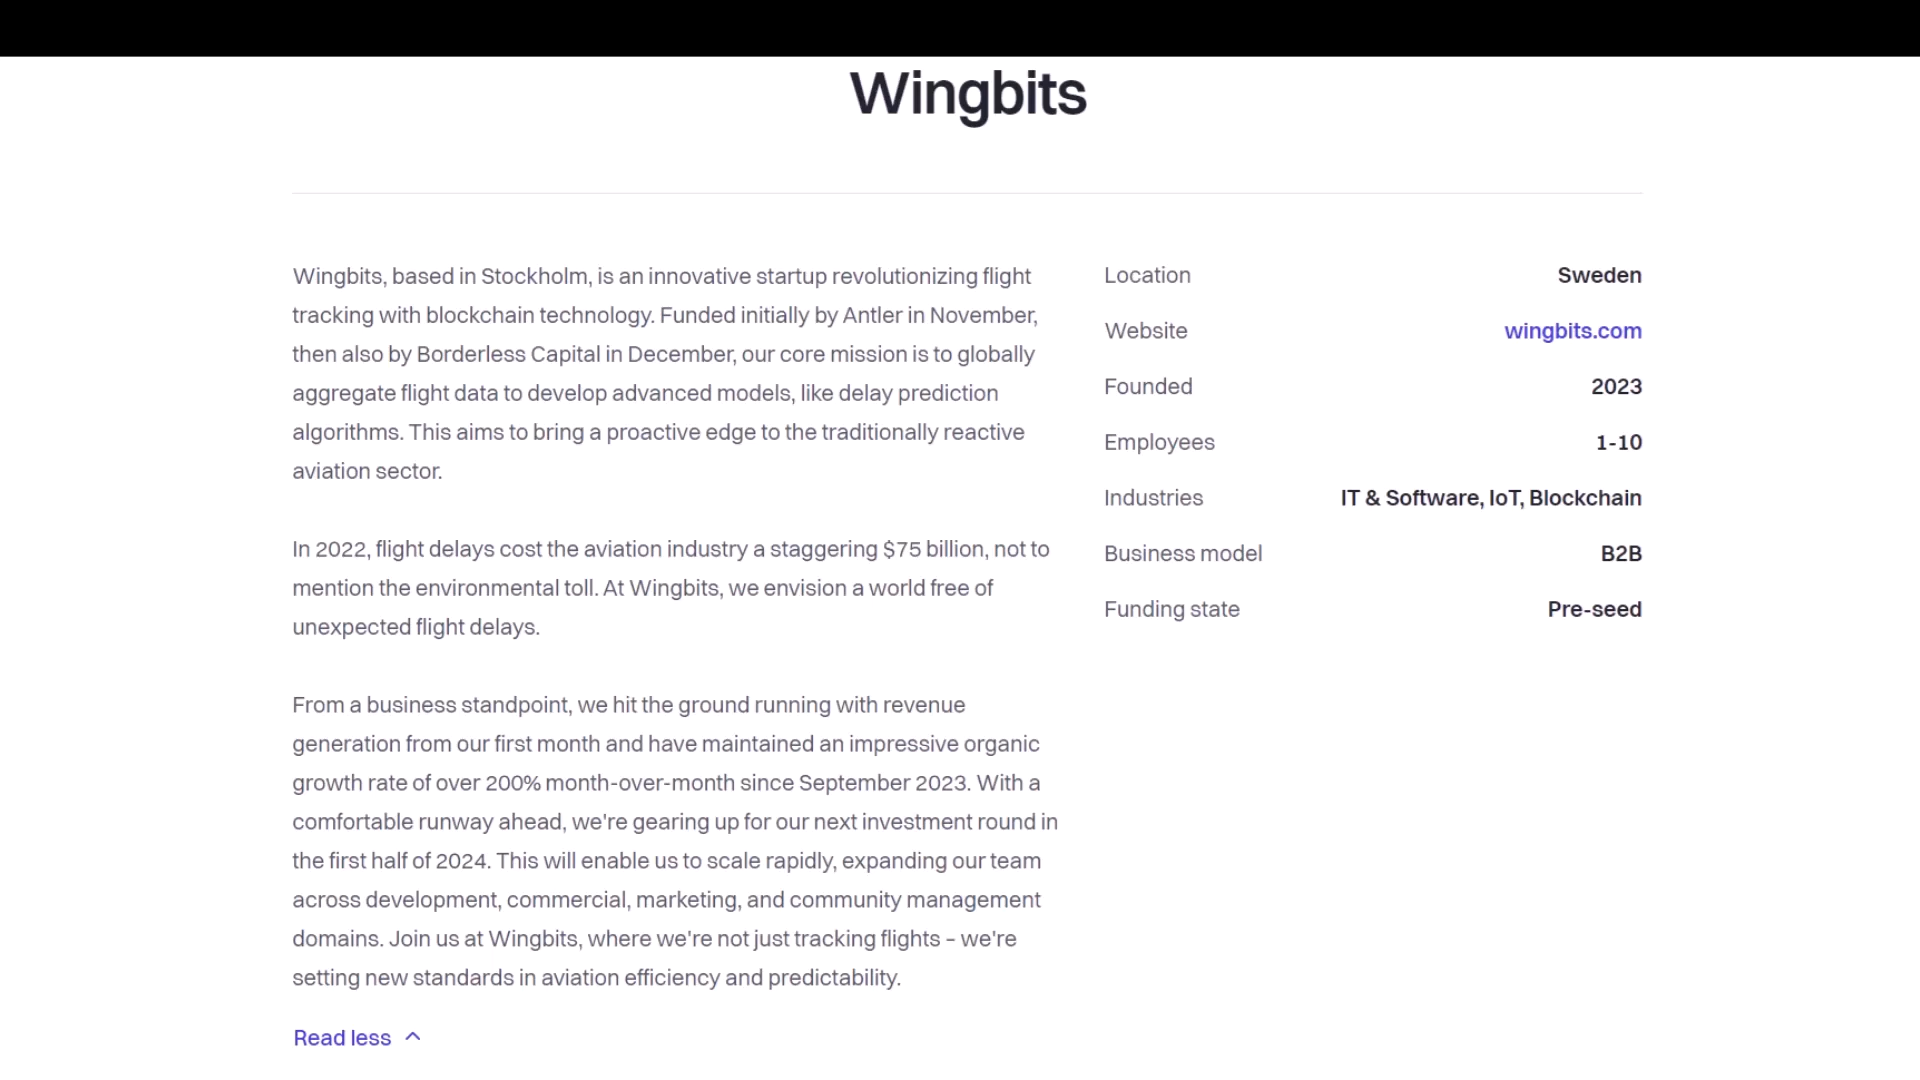 Wingbits
Wingbits, based in Stockholm, is an innovative startup revolutionizing flight
tracking with blockchain technology. Funded initially by Antler in November,
then also by Borderless Capital in December, our core mission is to globally
aggregate flight data to develop advanced models, like delay prediction
algorithms. This aims to bring a proactive edge to the traditionally reactive
aviation sector.
In 2022, flight delays cost the aviation industry a staggering $75 billion, not to
mention the environmental toll. At Wingbits, we envision a world free of
unexpected flight delays.
From a business standpoint, we hit the ground running with revenue
generation from our first month and have maintained an impressive organic
growth rate of over 200% month-over-month since September 2023. With a
comfortable runway ahead, we're gearing up for our next investment round in
the first half of 2024. This will enable us to scale rapidly, expanding our team
across development, commercial, marketing, and community management
domains. Join us at Wingbits, where we're not just tracking flights – we're
setting new standards in aviation efficiency and predictability.
Read less
Location Sweden
Website wingbits.com
Founded 2023
Employees 1-10
Industries IT & Software, IoT, Blockchain
Business model B2B
Funding state Pre-seed